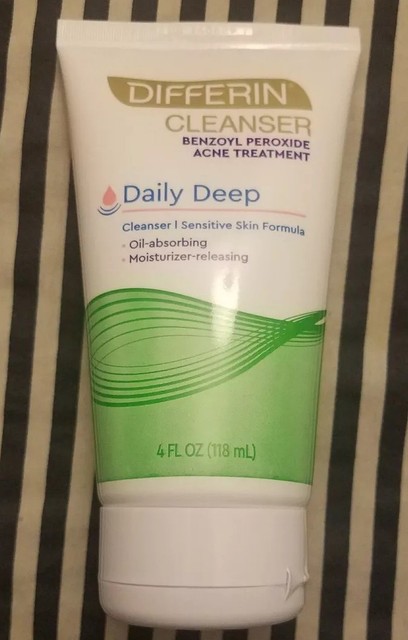 DIFFERIN®
CLEANSER
BENZOYL PEROXIDE
ACNE TREATMENT
Daily Deep
Cleanser | Sensitive Skin Formula
• Oil-absorbing
• Moisturizer-releasing
4 FL OZ (118 mL)